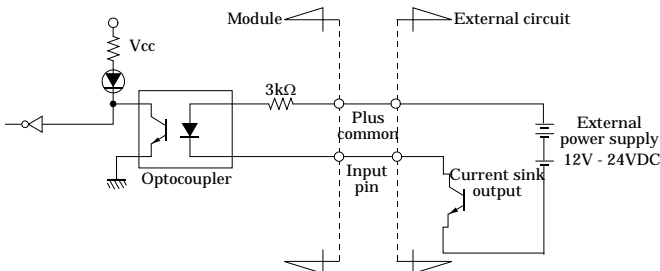 Module
External circuit
Vcc
3kΩ
Plus
common
External
power supply
12V - 24VDC
Optocoupler
Input
pin
Current sink
output